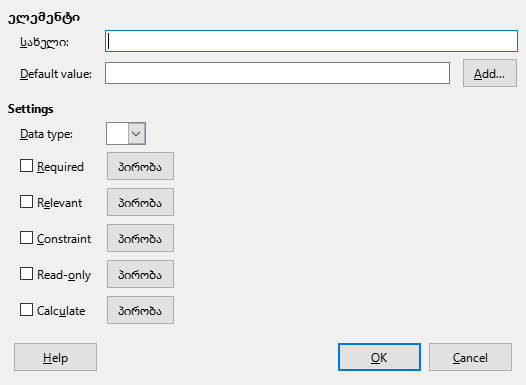 ელემენტი
სახელი:
Default value:
Add...
Settings
Data type:
Required
პირობა
Relevant
პირობა
Constraint
პირობა
Read-only
პირობა
Calculate
პირობა
Help
OK
Cancel